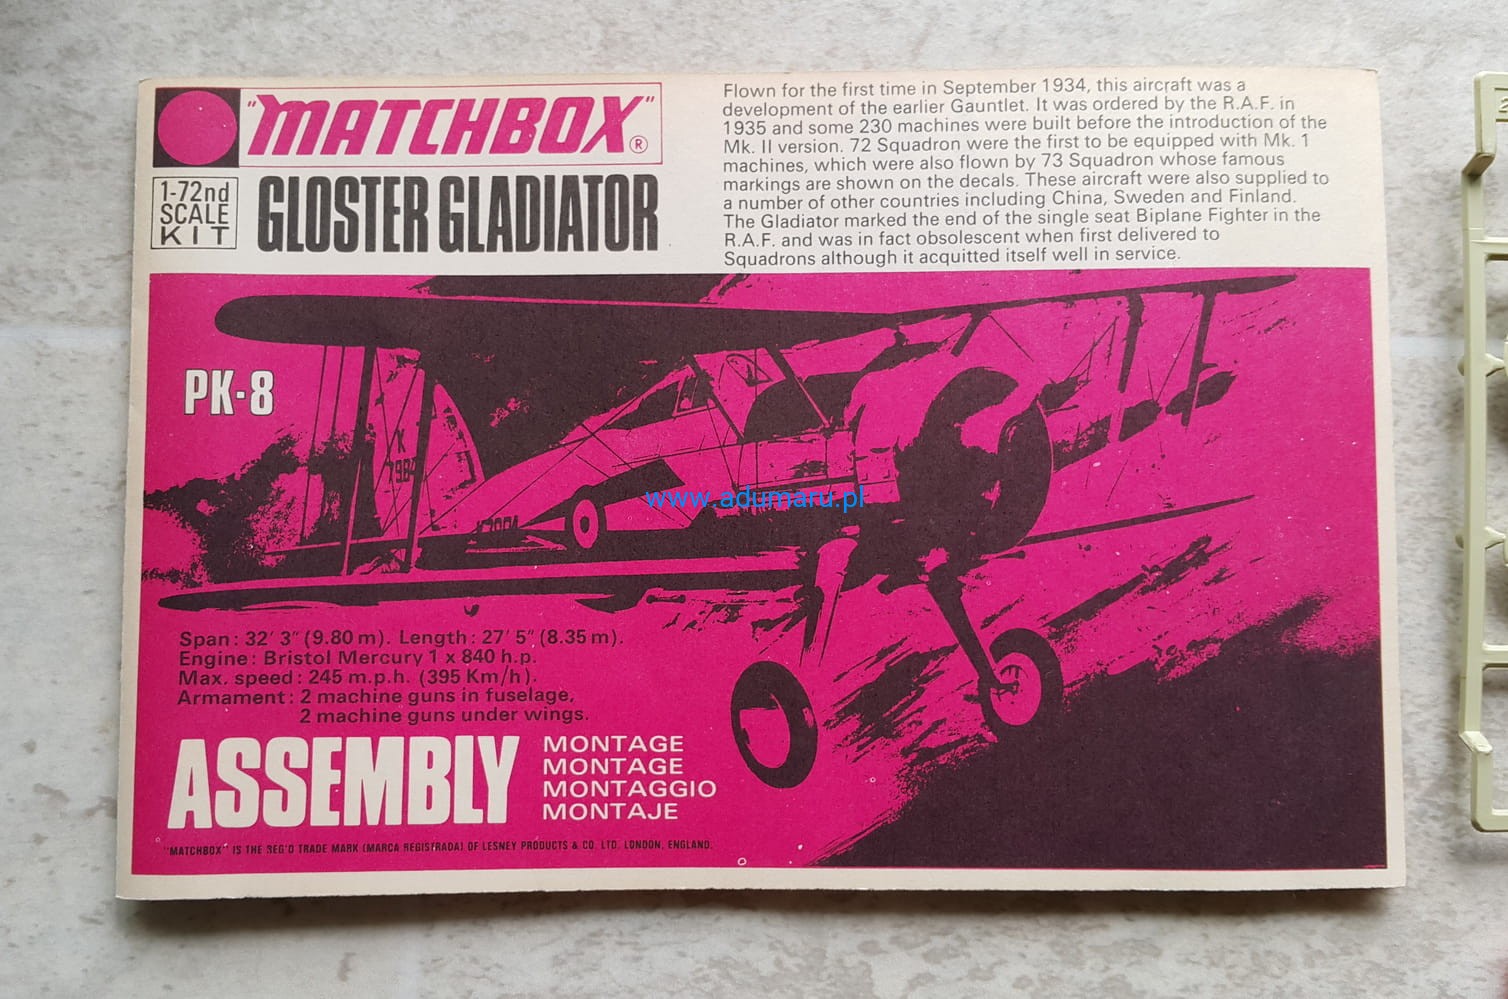 "MATCHBOX"®
1-72nd
SCALE
KIT
GLOSTER GLADIATOR
Flown for the first time in September 1934, this aircraft was a
development of the earlier Gauntlet. It was ordered by the R.A.F. in
1935 and some 230 machines were built before the introduction of the
Mk. II version. 72 Squadron were the first to be equipped with Mk. 1
machines, which were also flown by 73 Squadron whose famous
markings are shown on the decals. These aircraft were also supplied to
a number of other countries including China, Sweden and Finland.
The Gladiator marked the end of the single seat Biplane Fighter in the
R.A.F. and was in fact obsolescent when first delivered to
Squadrons although it acquitted itself well in service.
PK-8
K
www.adumaru.pl
Span: 32' 3" (9.80 m). Length: 27' 5" (8.35 m).
Engine: Bristol Mercury 1 x 840 h.p.
Max. speed: 245 m.p.h. (395 Km/h).
Armament: 2 machine guns in fuselage,
2 machine guns under wings.
ASSEMBLY
MONTAGE
MONTAGE
MONTAGGIO
MONTAJE
"MATCHBOX" IS THE REG'D TRADE MARK (MARCA REGISTRADA) OF LESNEY PRODUCTS & CO. LTD. LONDON, ENGLAND.